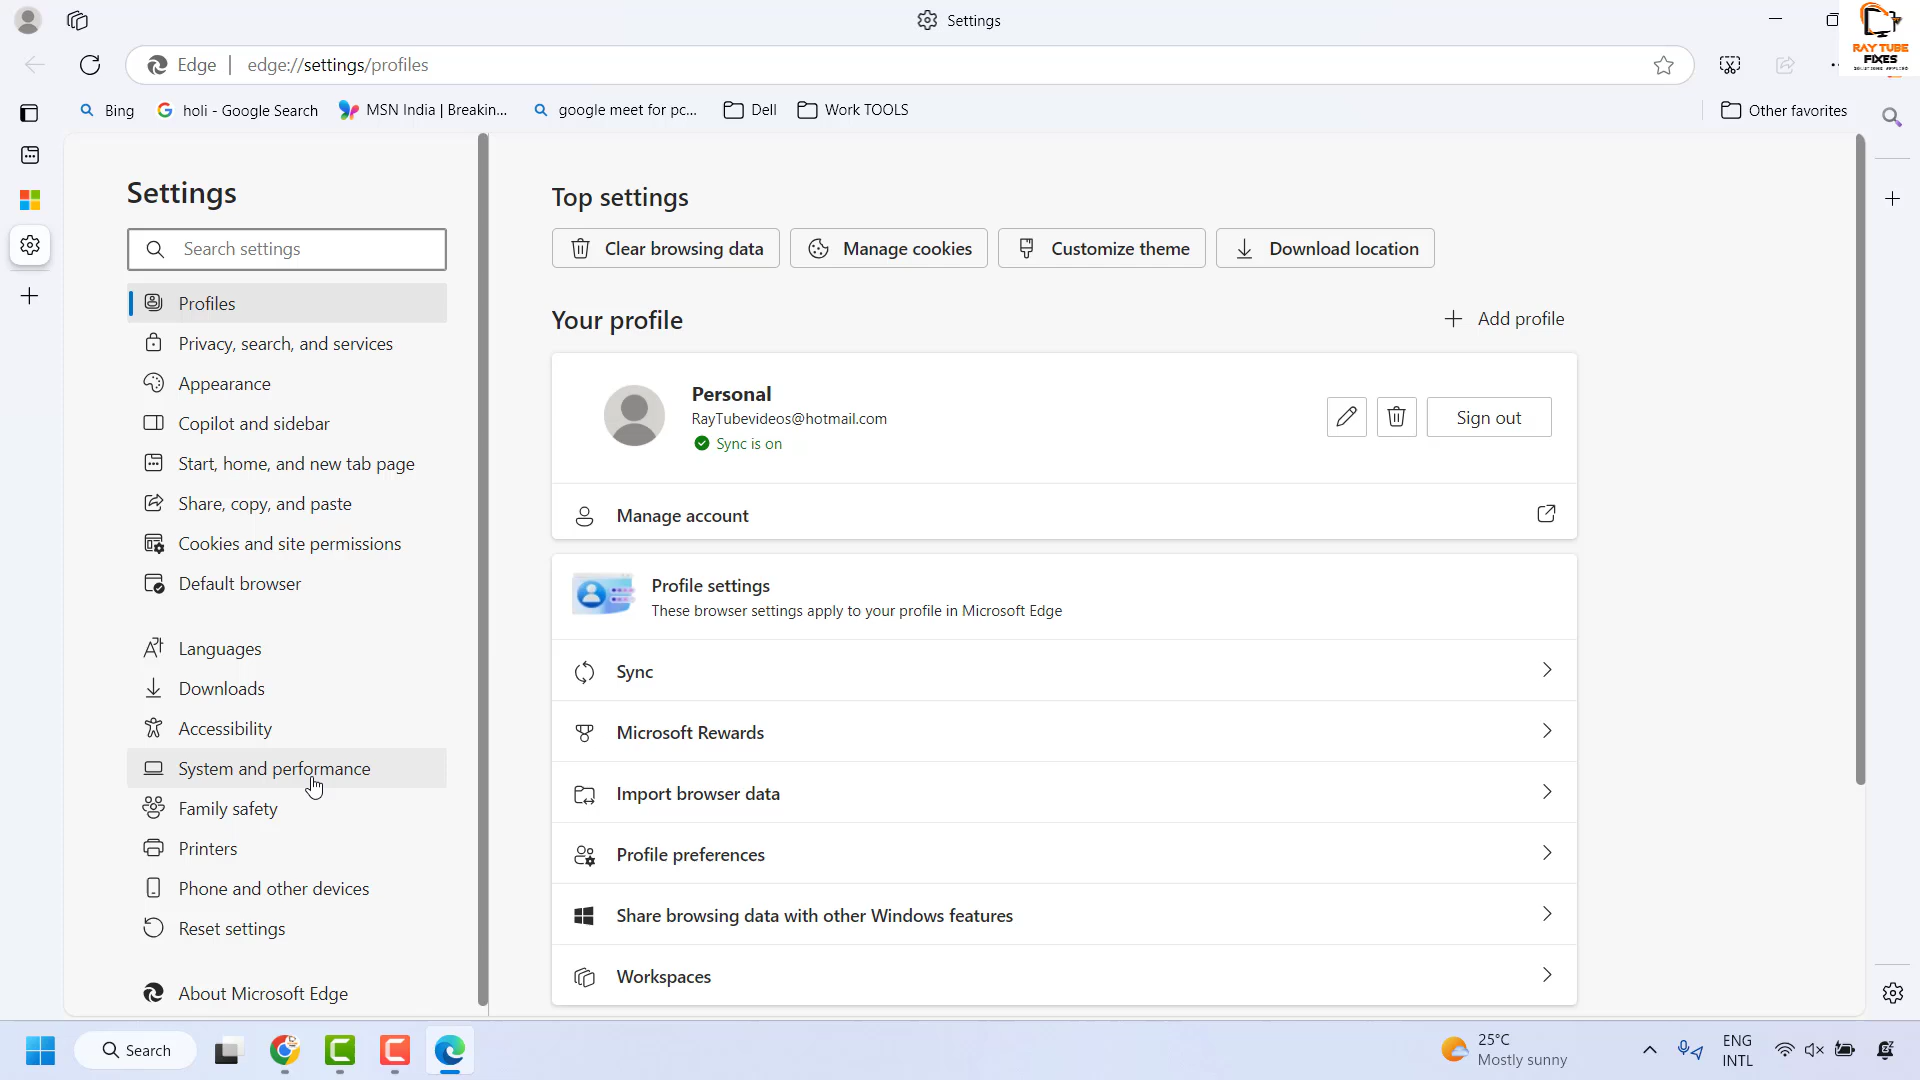 Settings
RAY TUBE
FIXES
Edge | edge://settings/profiles
Bing
holi - Google Search
MSN India | Breakin...
google meet for pc...
Dell
Work TOOLS
Other favorites
Settings
Search settings
Profiles
Privacy, search, and services
Appearance
Copilot and sidebar
Start, home, and new tab page
Share, copy, and paste
Cookies and site permissions
Default browser
Languages
Downloads
Accessibility
System and performance
Family safety
Printers
Phone and other devices
Reset settings
About Microsoft Edge
Top settings
Clear browsing data
Manage cookies
Customize theme
Download location
Your profile
Add profile
Personal
RayTubevideos@hotmail.com
Sync is on
Sign out
Manage account
Profile settings
These browser settings apply to your profile in Microsoft Edge
Sync
Microsoft Rewards
Import browser data
Profile preferences
Share browsing data with other Windows features
Workspaces
Search
25°C
Mostly sunny
ENG
INTL